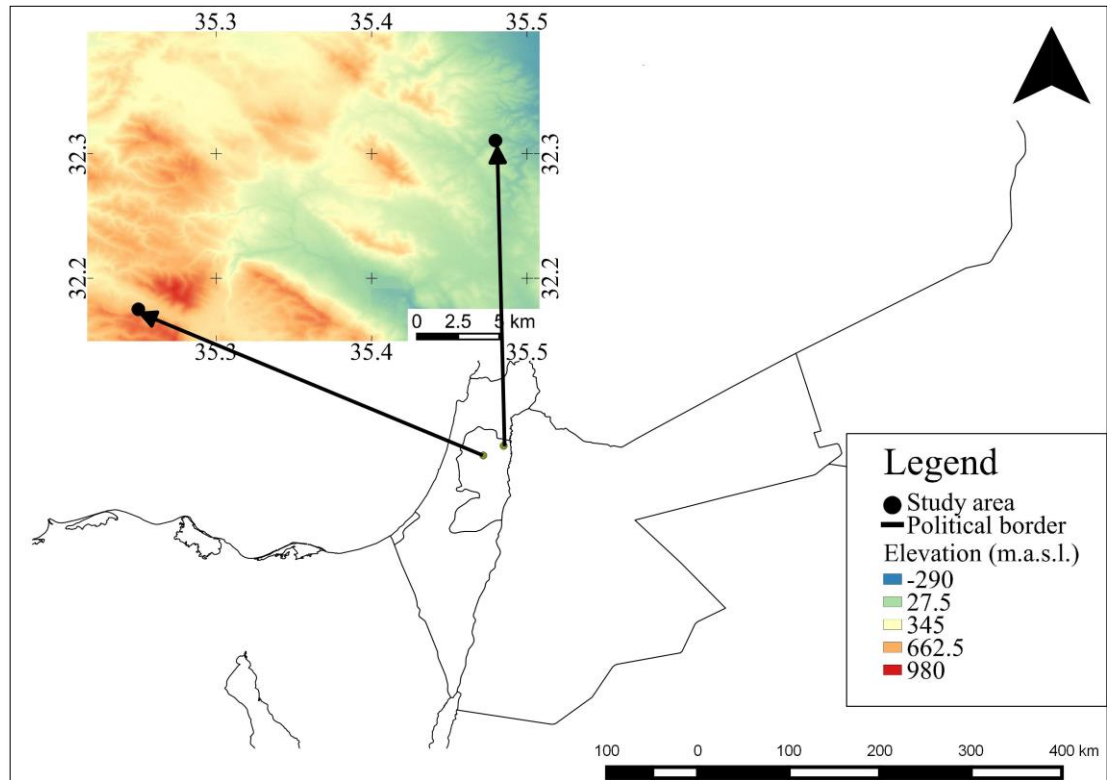 35.3 35.4 35.5
32.3 32.3
32.2 32.2
0 2.5 5 km
35.3 35.4 35.5
Legend
Study area
Political border
Elevation (m.a.s.l.)
-290
27.5
345
662.5
980
100 0 100 200 300 400 km